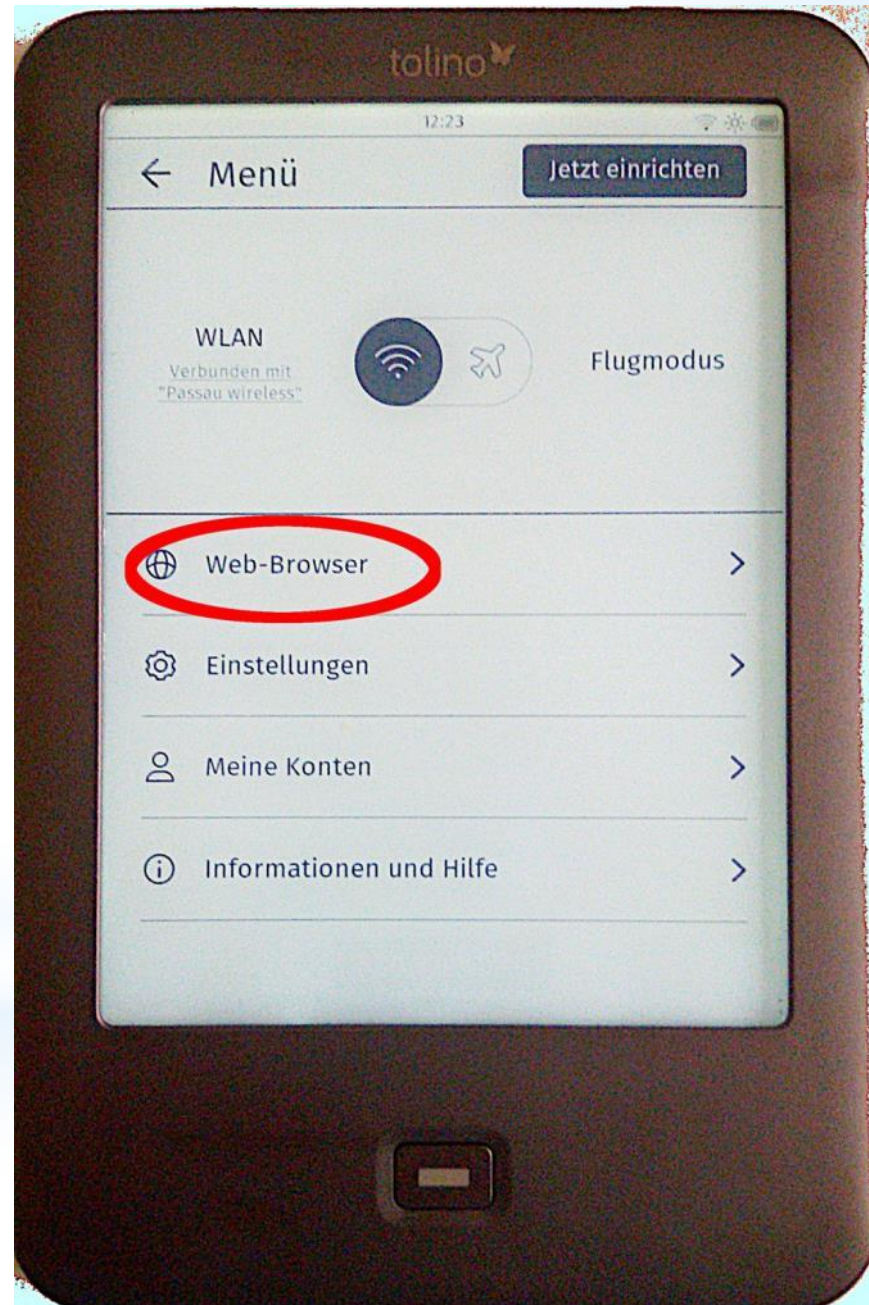 tolino
12:23
Menü
Jetzt einrichten
WLAN
Verbunden mit
"Passau wireless"
Flugmodus
Web-Browser
Einstellungen
Meine Konten
Informationen und Hilfe